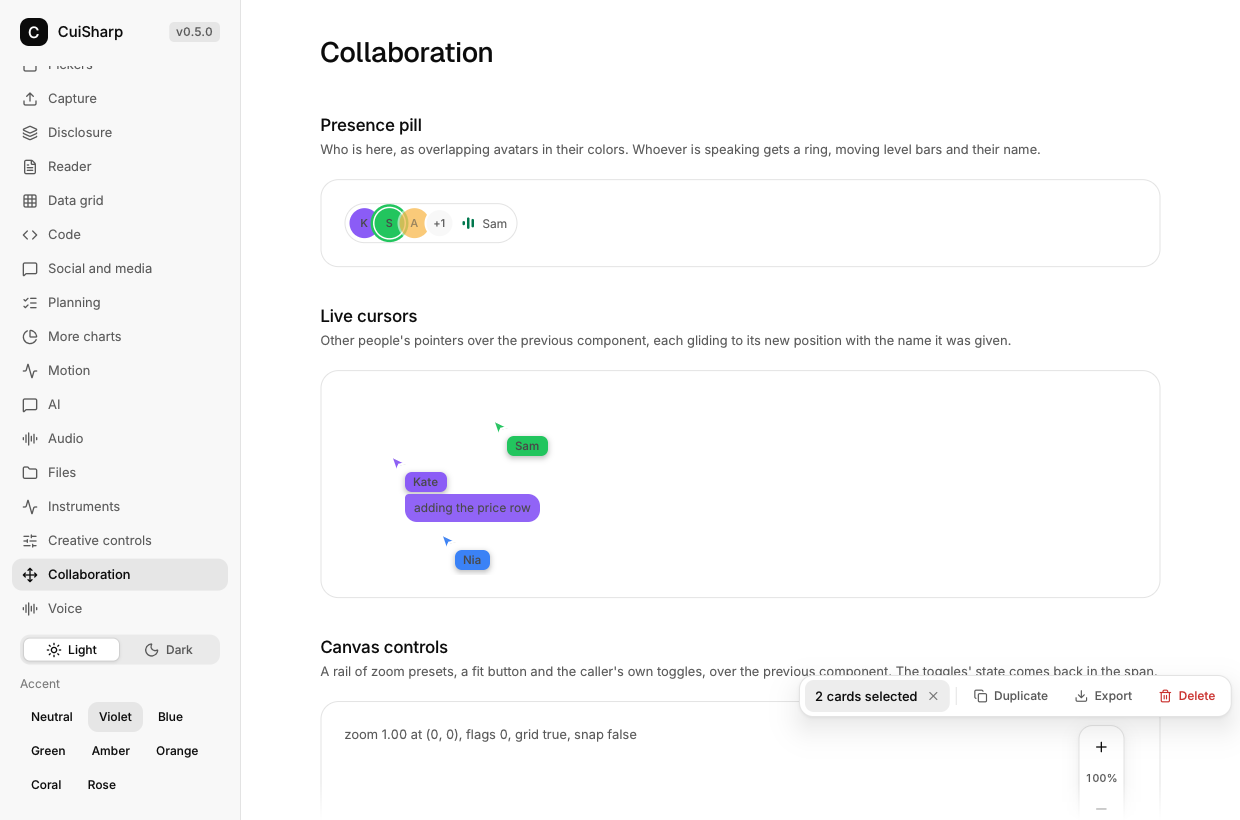 C CuiSharp v0.5.0
Pickers
Capture
Disclosure
Reader
Data grid
Code
Social and media
Planning
More charts
Motion
AI
Audio
Files
Instruments
Creative controls
Collaboration
Voice
Light Dark
Accent
Neutral Violet Blue
Green Amber Orange
Coral Rose
Collaboration
Presence pill
Who is here, as overlapping avatars in their colors. Whoever is speaking gets a ring, moving level bars and their name.
K S A +1 Sam
Live cursors
Other people's pointers over the previous component, each gliding to its new position with the name it was given.
Sam
Kate
adding the price row
Nia
Canvas controls
A rail of zoom presets, a fit button and the caller's own toggles, over the previous component. The toggles' state comes back in the span.
2 cards selected Duplicate Export Delete
zoom 1.00 at (0, 0), flags 0, grid true, snap false
+
100%
−